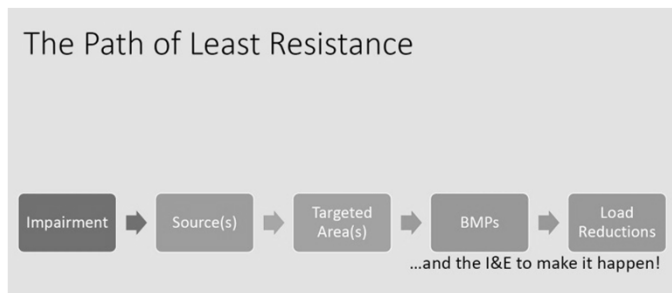 The Path of Least Resistance
Impairment
Source(s)
Targeted
Area(s)
BMPs
Load
Reductions
...and the I&E to make it happen!